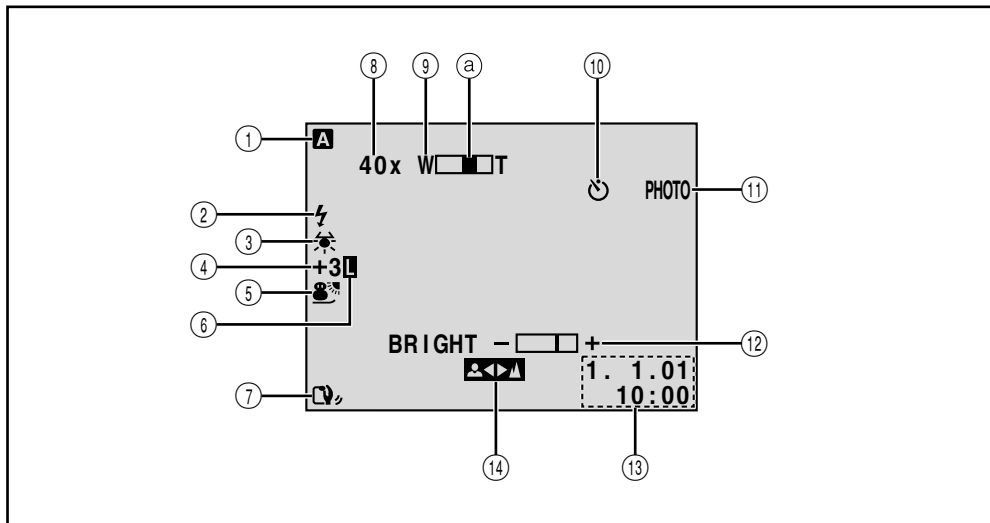 ⑧ ⑨ ⓐ ⑩
① A
40x W T
PHOTO ⑪
②
③
④ +3 L
⑤
⑥
BRIGHT – + ⑫
1. 1.01
10:00
⑦
⑭ ⑬